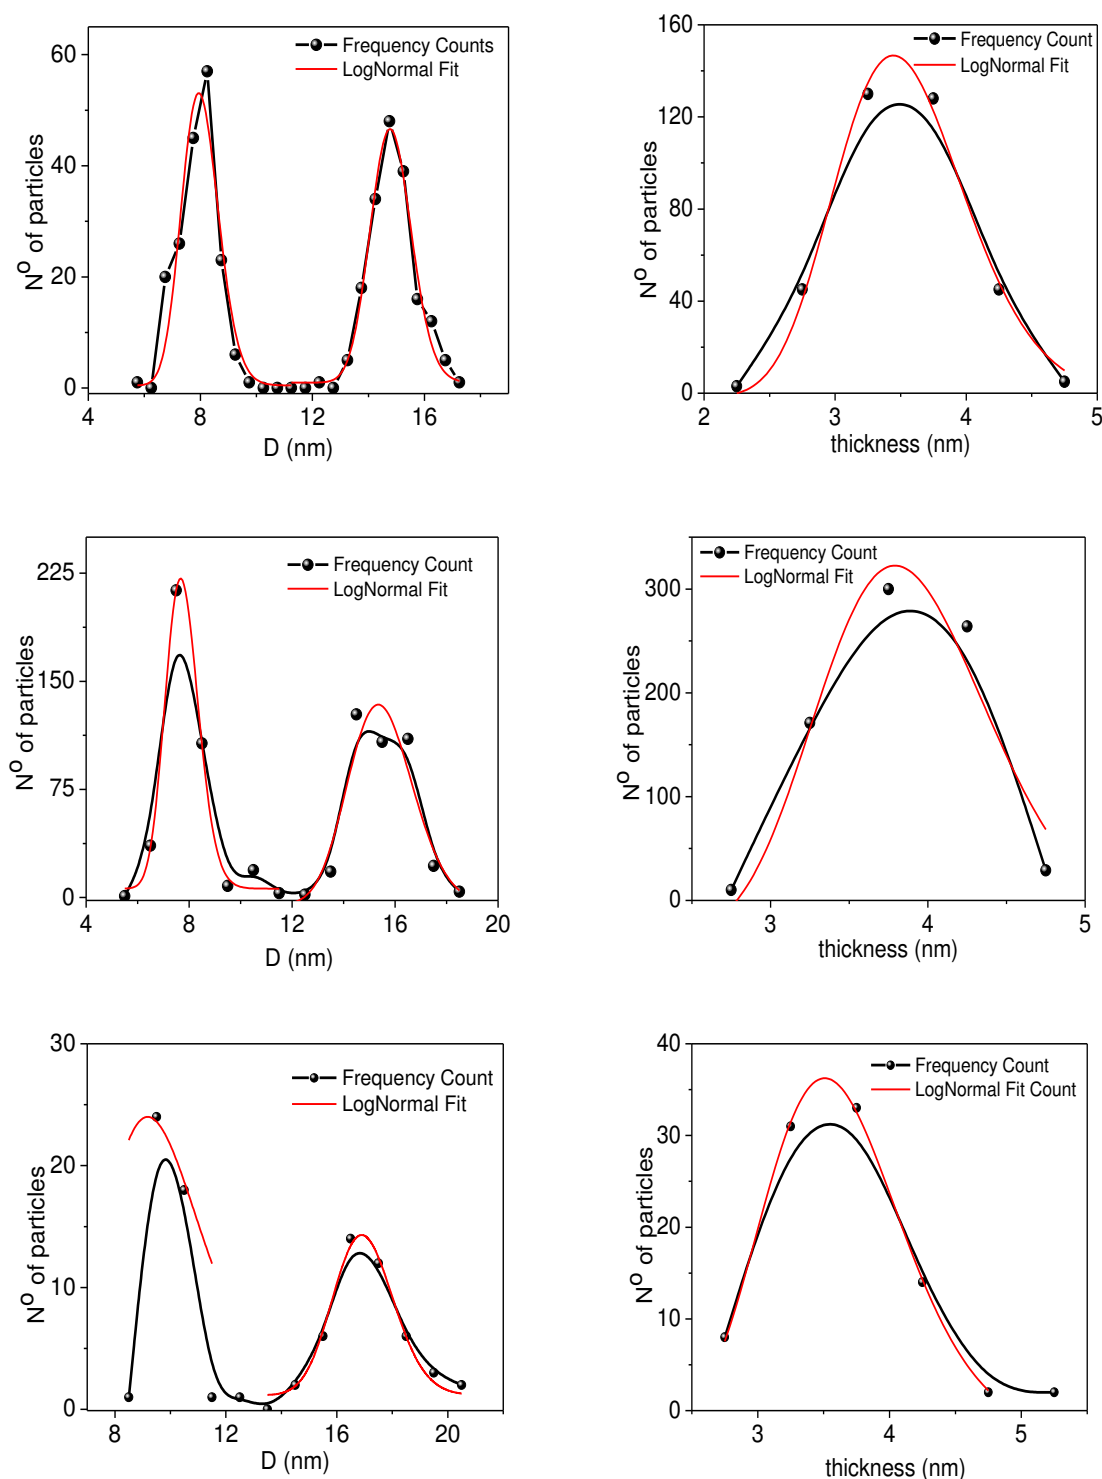 Frequency Counts
LogNormal Fit
60
40
20
0
4
8
12
16
D (nm)
Nº of particles
Frequency Count
LogNormal Fit
160
120
80
40
0
2
3
4
5
thickness (nm)
Nº of particles
Frequency Count
LogNormal Fit
225
150
75
0
4
8
12
16
20
D (nm)
Nº of particles
Frequency Count
LogNormal Fit
300
200
100
0
3
4
5
thickness (nm)
Nº of particles
Frequency Count
LogNormal Fit
30
20
10
0
8
12
16
20
D (nm)
Nº of particles
Frequency Count
LogNormal Fit Count
40
30
20
10
0
3
4
5
thickness (nm)
Nº of particles